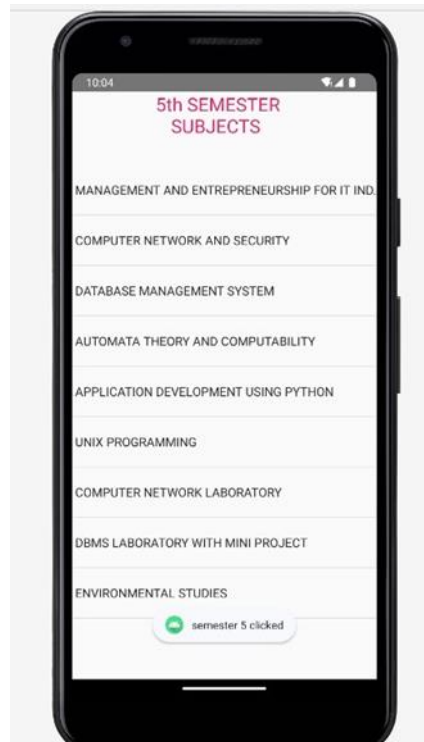 10:04
5th SEMESTER
SUBJECTS
MANAGEMENT AND ENTREPRENEURSHIP FOR IT IND.
COMPUTER NETWORK AND SECURITY
DATABASE MANAGEMENT SYSTEM
AUTOMATA THEORY AND COMPUTABILITY
APPLICATION DEVELOPMENT USING PYTHON
UNIX PROGRAMMING
COMPUTER NETWORK LABORATORY
DBMS LABORATORY WITH MINI PROJECT
ENVIRONMENTAL STUDIES
semester 5 clicked